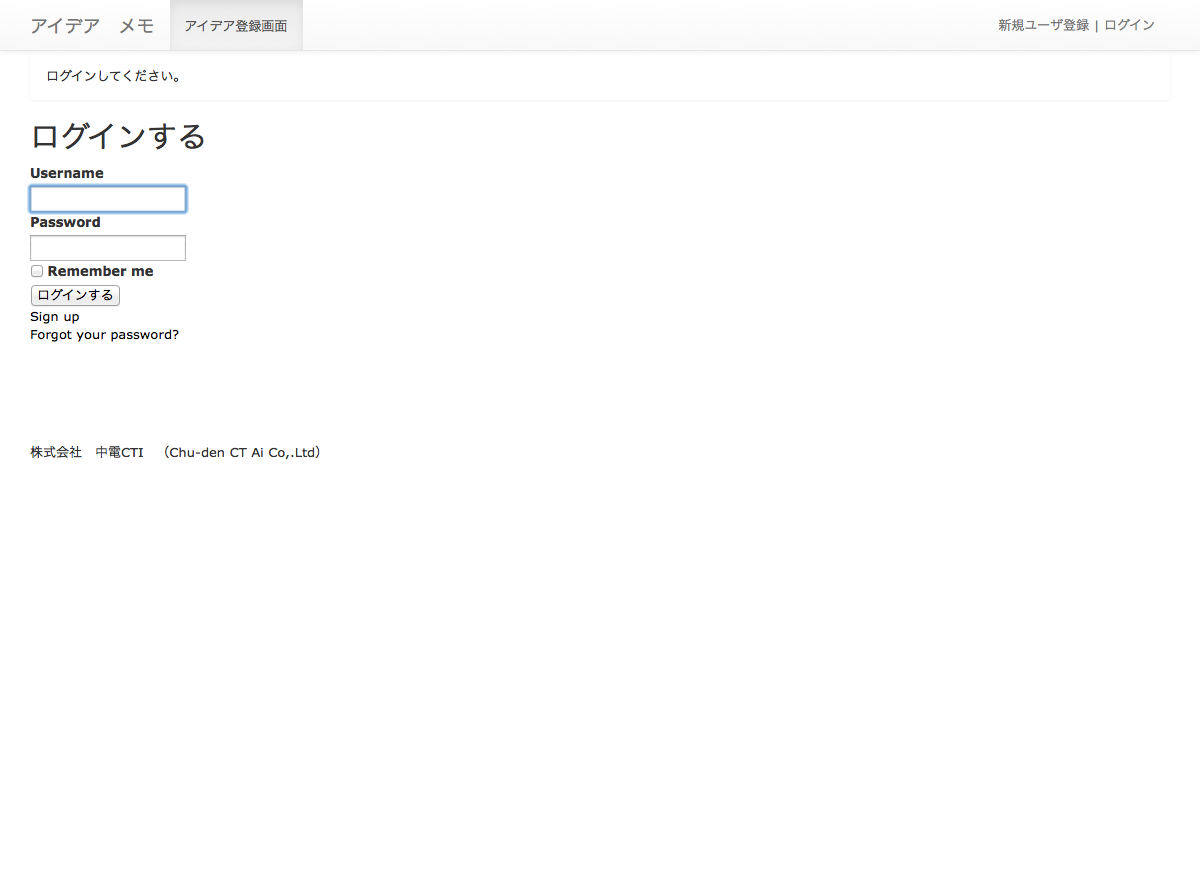 アイデア　メモ
アイデア登録画面
新規ユーザ登録 | ログイン
ログインしてください。
ログインする
Username
Password
Remember me
ログインする
Sign up
Forgot your password?
株式会社　中電CTI　（Chu-den CT Ai Co,.Ltd）